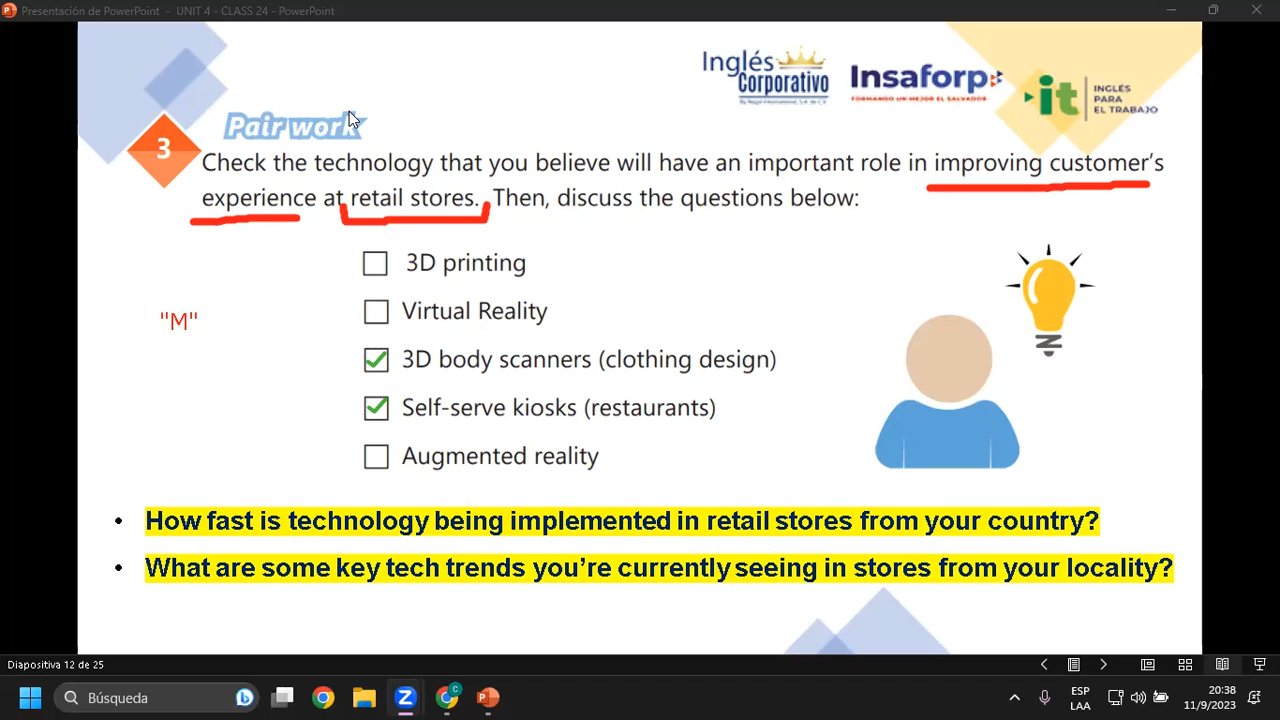 Presentación de PowerPoint - UNIT 4 - CLASS 24 - PowerPoint
Inglés
Corporativo
Insaforp
FORMANDO UN MEJOR EL SALVADOR
it
INGLÉS
PARA
EL TRABAJO
Pair work
3
Check the technology that you believe will have an important role in improving customer's
experience at retail stores. Then, discuss the questions below:
3D printing
Virtual Reality
"M"
3D body scanners (clothing design)
Self-serve kiosks (restaurants)
Augmented reality
• How fast is technology being implemented in retail stores from your country?
• What are some key tech trends you're currently seeing in stores from your locality?
Diapositiva 12 de 25
Búsqueda
ESP
LAA
20:38
11/9/2023